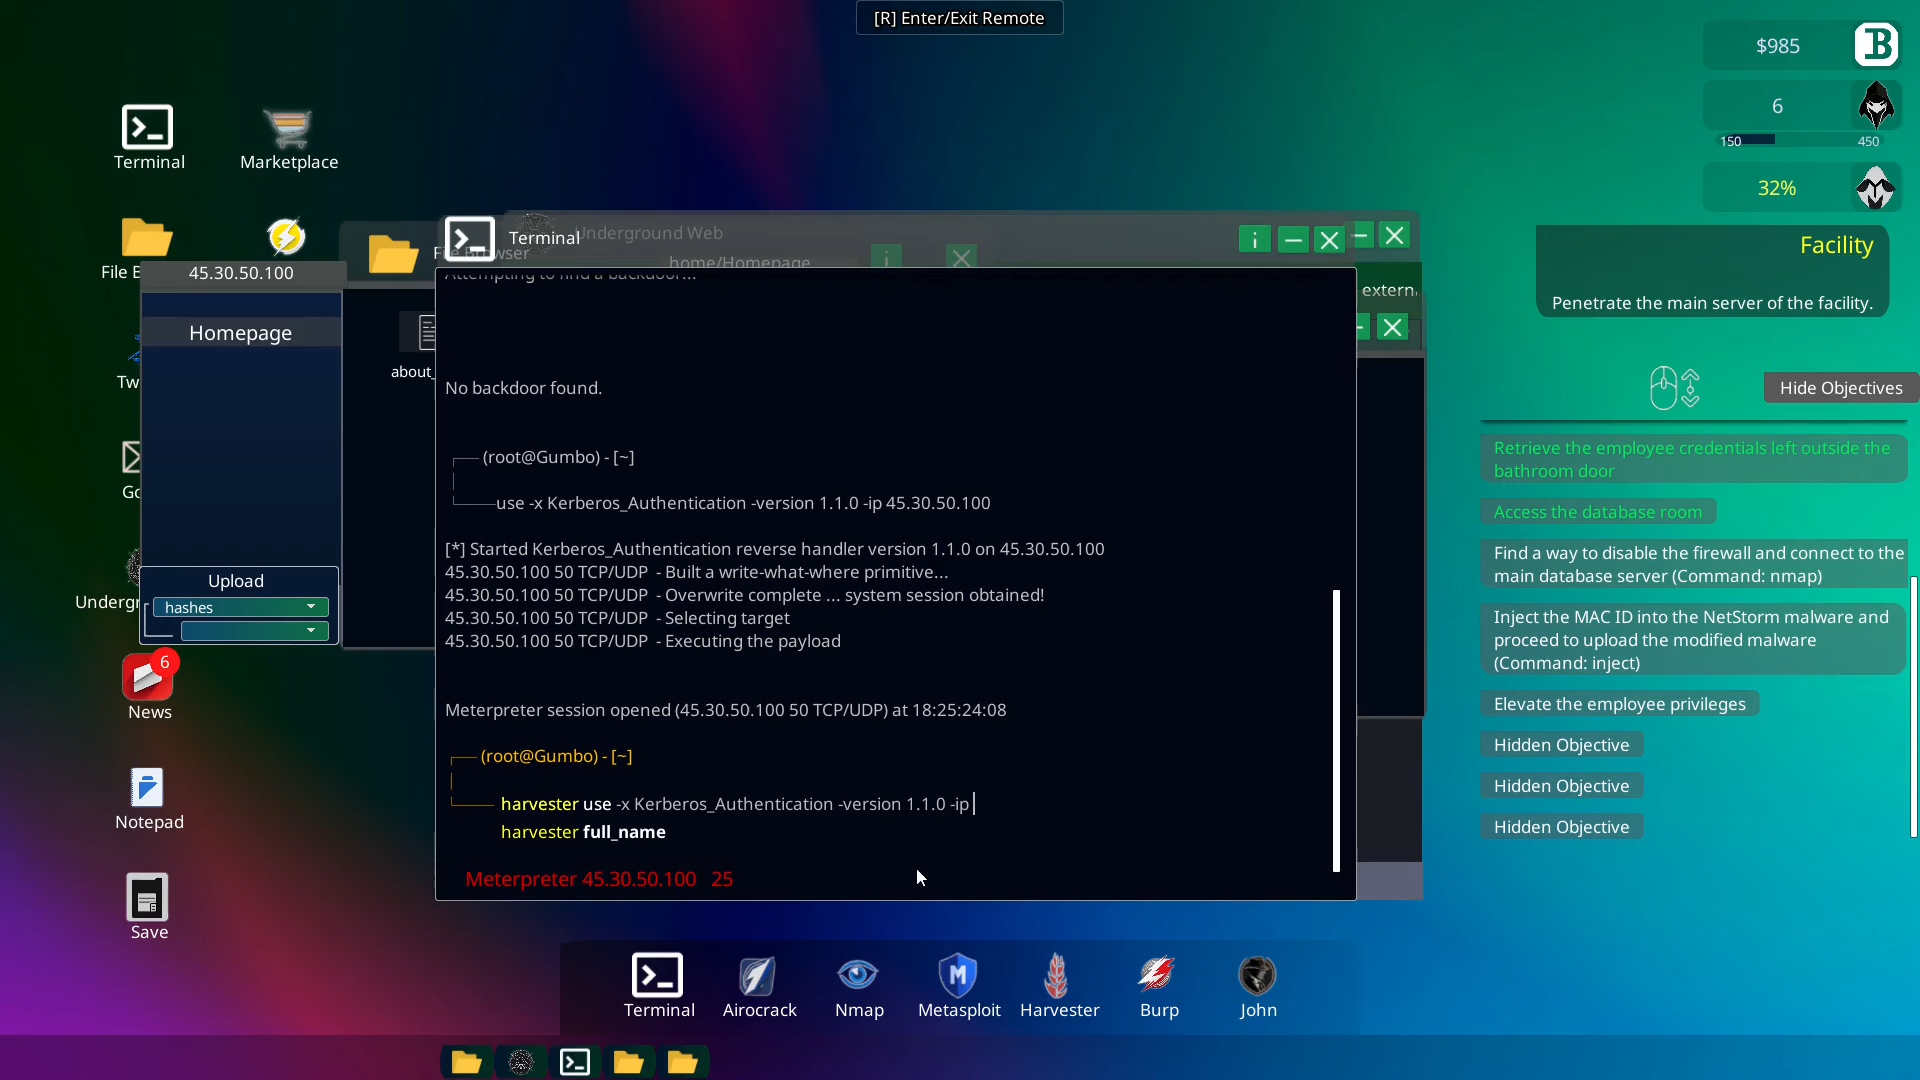 [R] Enter/Exit Remote
$985
B
6
150
450
32%
Facility
Penetrate the main server of the facility.
Hide Objectives
Retrieve the employee credentials left outside the
bathroom door
Access the database room
Find a way to disable the firewall and connect to the
main database server (Command: nmap)
Inject the MAC ID into the NetStorm malware and
proceed to upload the modified malware
(Command: inject)
Elevate the employee privileges
Hidden Objective
Hidden Objective
Hidden Objective
Terminal
Marketplace
File B
Tw
Go
Undergr
6
News
Notepad
Save
45.30.50.100
Homepage
Upload
hashes
File Browser
about_
Underground Web
home/Homepage
extern
Terminal
Attempting to find a backdoor...
No backdoor found.
(root@Gumbo) - [~]
use -x Kerberos_Authentication -version 1.1.0 -ip 45.30.50.100
[*] Started Kerberos_Authentication reverse handler version 1.1.0 on 45.30.50.100
45.30.50.100 50 TCP/UDP - Built a write-what-where primitive...
45.30.50.100 50 TCP/UDP - Overwrite complete ... system session obtained!
45.30.50.100 50 TCP/UDP - Selecting target
45.30.50.100 50 TCP/UDP - Executing the payload
Meterpreter session opened (45.30.50.100 50 TCP/UDP) at 18:25:24:08
(root@Gumbo) - [~]
harvester use -x Kerberos_Authentication -version 1.1.0 -ip
harvester full_name
Meterpreter 45.30.50.100 25
Terminal
Airocrack
Nmap
Metasploit
Harvester
Burp
John